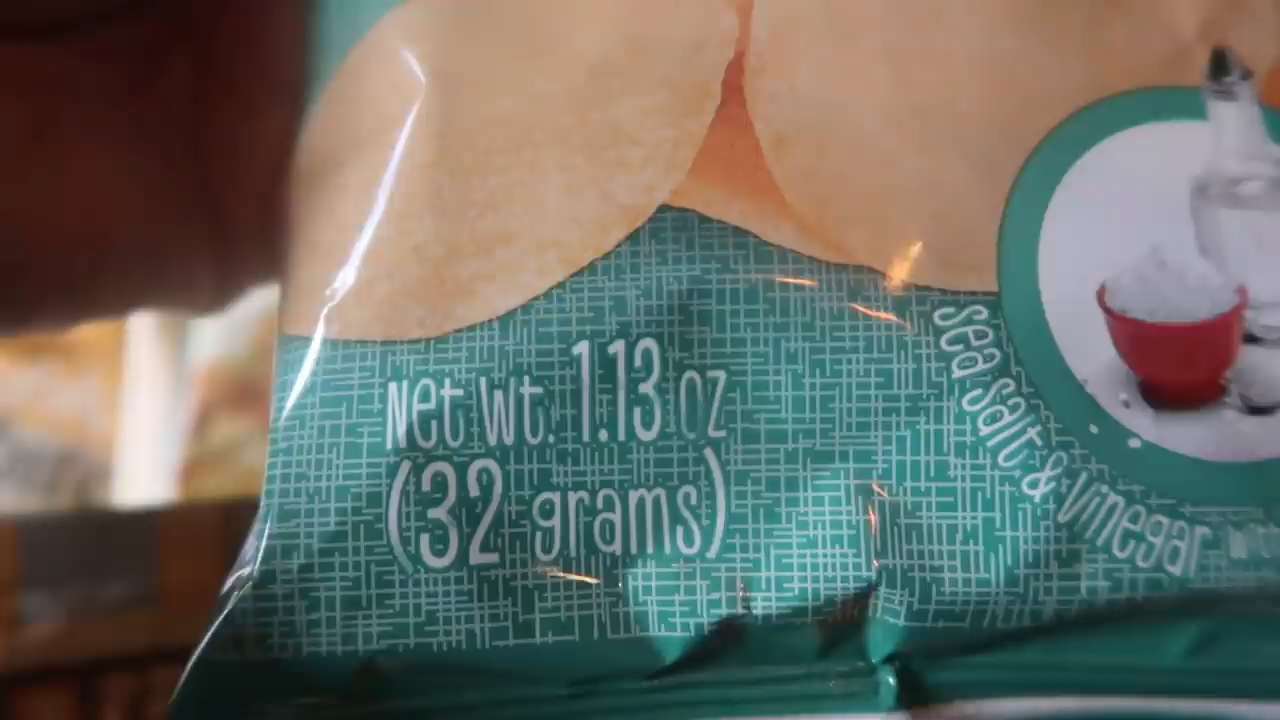 Net Wt. 1.13 oz
(32 grams)
sea salt & vinegar